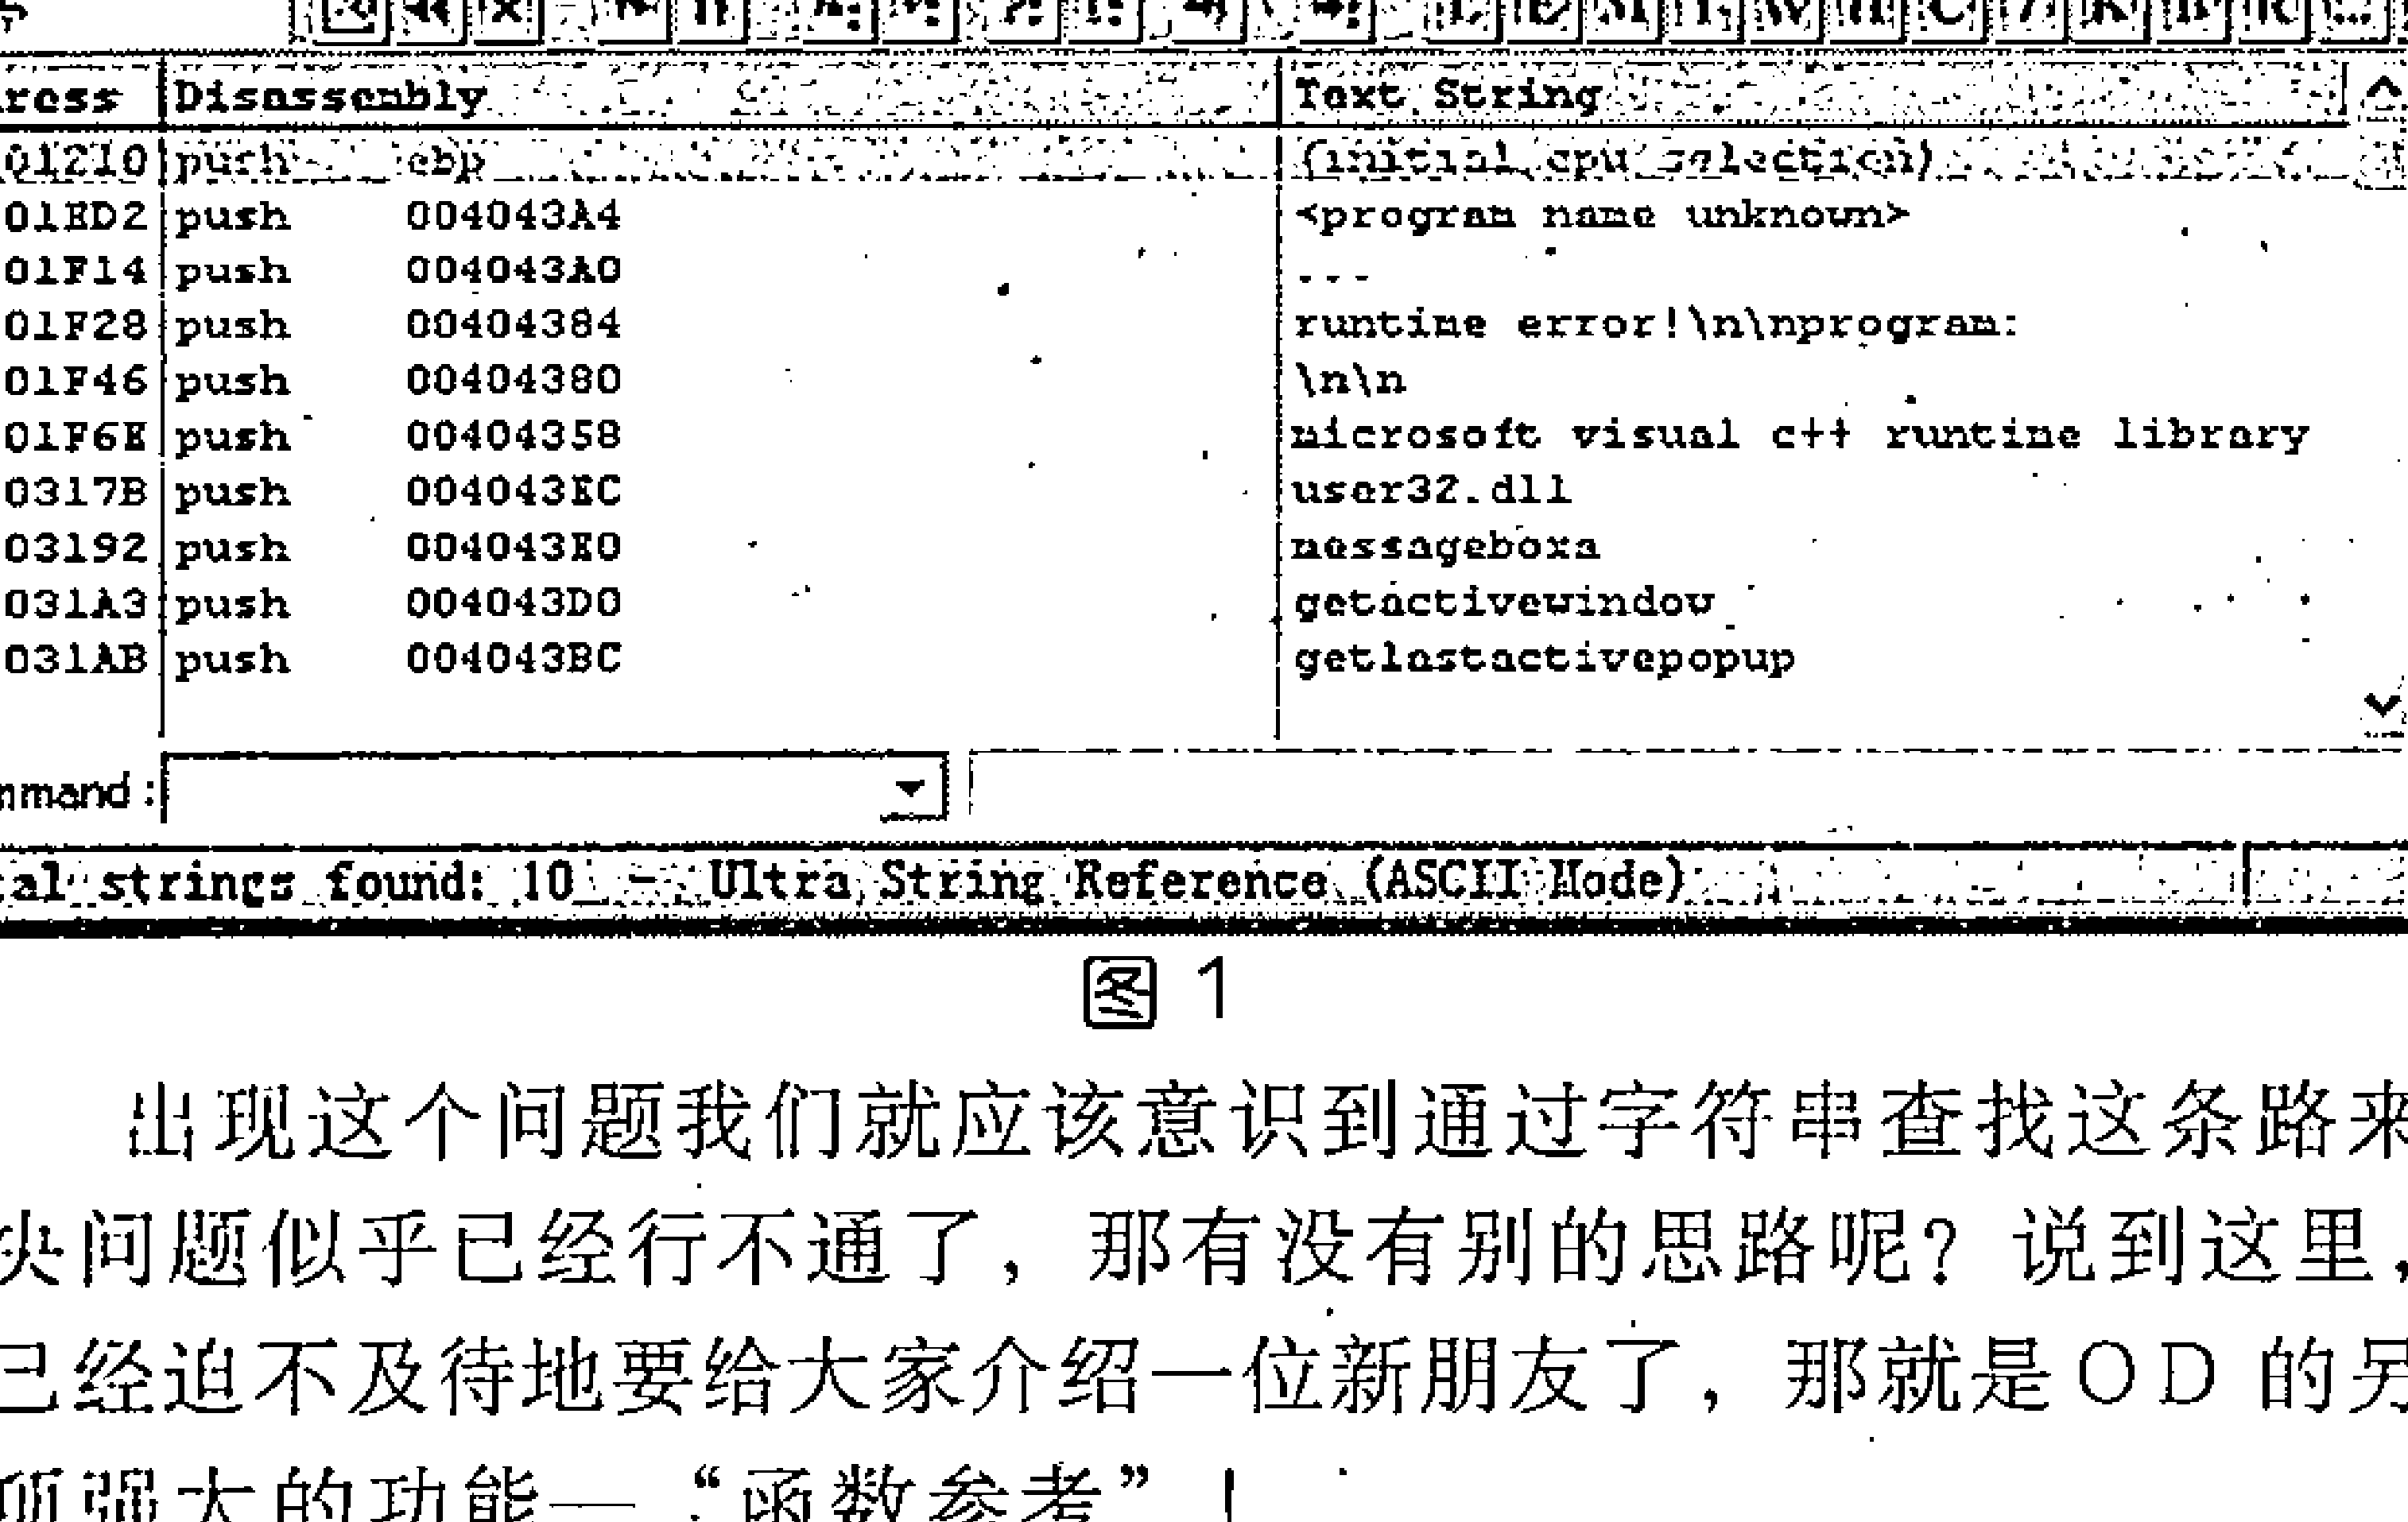 Disassembly Text String
01210 push ebp (initial cpu selection)
01ED2 push 004043A4 <program name unknown>
01F14 push 004043A0 ...
01F28 push 00404384 runtime error!\n\nprogram:
01F46 push 00404380 \n\n
01F6E push 00404358 microsoft visual c++ runtime library
0317B push 004043EC user32.dll
03192 push 004043E0 messageboxa
031A3 push 004043D0 getactivewindow
031AB push 004043BC getlastactivepopup
mmand:
tal strings found: 10 - Ultra String Reference (ASCII Mode)
图 1
出现这个问题我们就应该意识到通过字符串查找这条路来
问题似乎已经行不通了，那有没有别的思路呢？说到这里，
已经迫不及待地要给大家介绍一位新朋友了，那就是OD 的另
项强大的功能—“函数参考”！